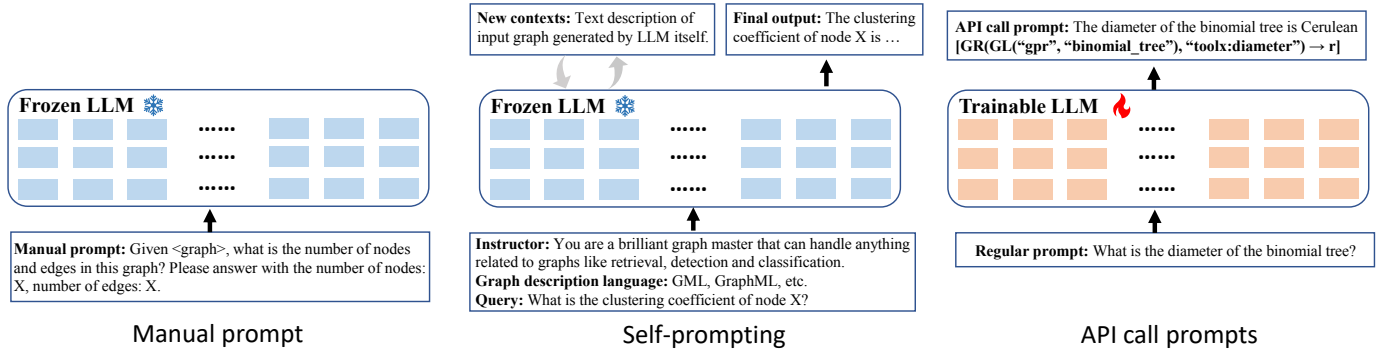 Frozen LLM
......
......
......
Manual prompt: Given <graph>, what is the number of nodes
and edges in this graph? Please answer with the number of nodes:
X, number of edges: X.
Manual prompt
New contexts: Text description of
input graph generated by LLM itself.
Final output: The clustering
coefficient of node X is …
Frozen LLM
......
......
......
Instructor: You are a brilliant graph master that can handle anything
related to graphs like retrieval, detection and classification.
Graph description language: GML, GraphML, etc.
Query: What is the clustering coefficient of node X?
Self-prompting
API call prompt: The diameter of the binomial tree is Cerulean
[GR(GL(“gpr”, “binomial_tree”), “toolx:diameter”) → r]
Trainable LLM
......
......
......
Regular prompt: What is the diameter of the binomial tree?
API call prompts